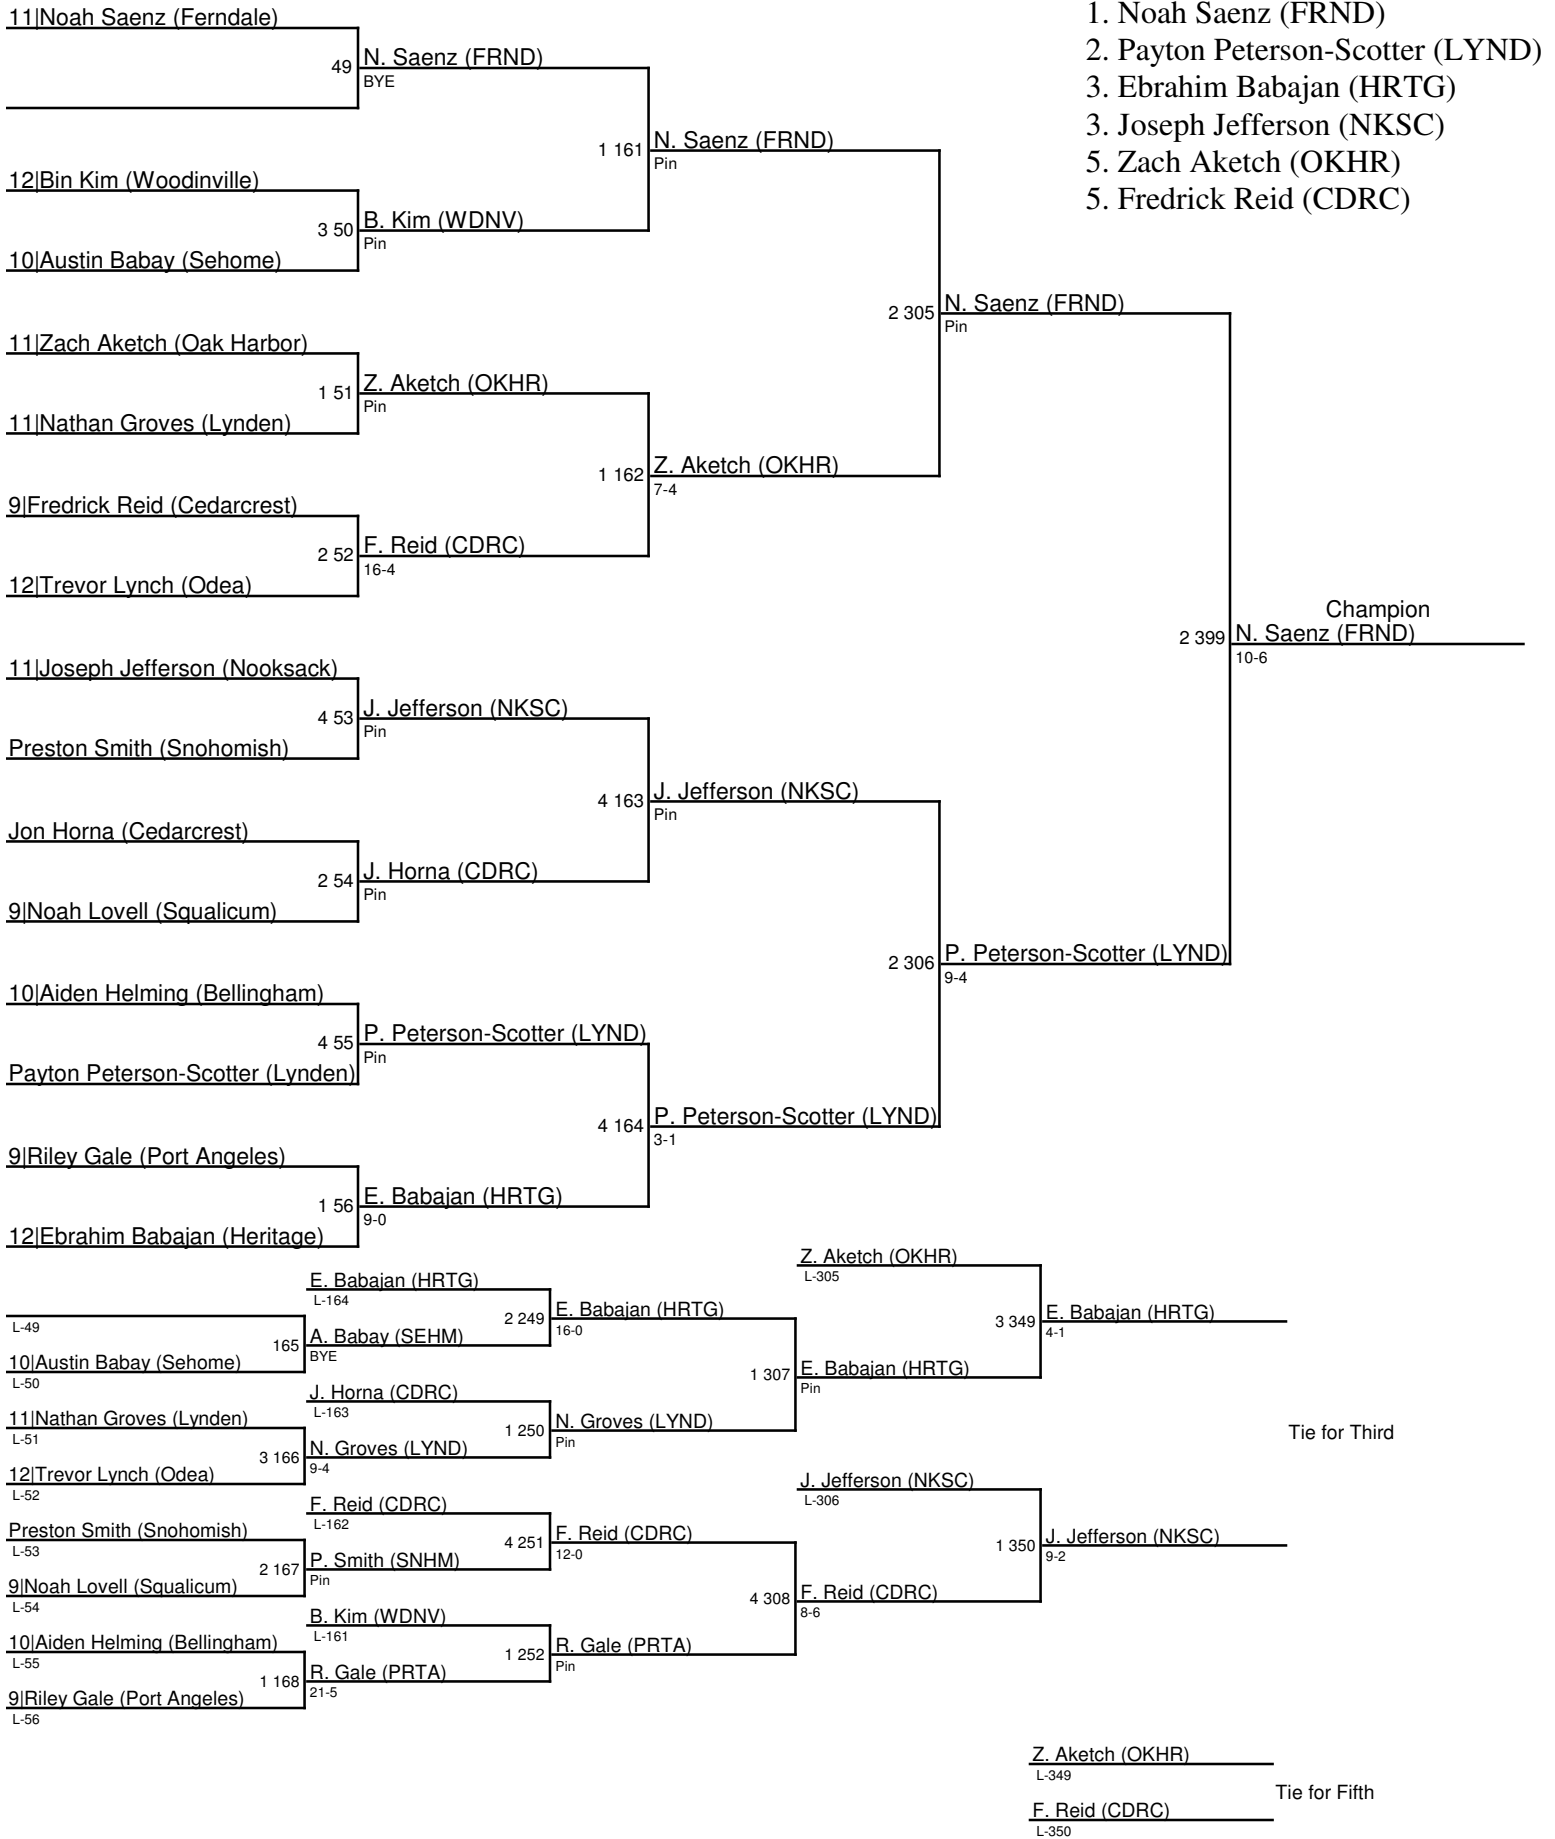 11|Noah Saenz (Ferndale)
49
N. Saenz (FRND)
BYE
12|Bin Kim (Woodinville)
3 50
B. Kim (WDNV)
Pin
10|Austin Babay (Sehome)
1 161
N. Saenz (FRND)
Pin
11|Zach Aketch (Oak Harbor)
1 51
Z. Aketch (OKHR)
Pin
11|Nathan Groves (Lynden)
1 162
Z. Aketch (OKHR)
7-4
9|Fredrick Reid (Cedarcrest)
2 52
F. Reid (CDRC)
16-4
12|Trevor Lynch (Odea)
2 305
N. Saenz (FRND)
Pin
1. Noah Saenz (FRND)
2. Payton Peterson-Scotter (LYND)
3. Ebrahim Babajan (HRTG)
3. Joseph Jefferson (NKSC)
5. Zach Aketch (OKHR)
5. Fredrick Reid (CDRC)
Champion
2 399
N. Saenz (FRND)
10-6
11|Joseph Jefferson (Nooksack)
4 53
J. Jefferson (NKSC)
Pin
Preston Smith (Snohomish)
4 163
J. Jefferson (NKSC)
Pin
Jon Horna (Cedarcrest)
2 54
J. Horna (CDRC)
Pin
9|Noah Lovell (Squalicum)
2 306
P. Peterson-Scotter (LYND)
9-4
10|Aiden Helming (Bellingham)
4 55
P. Peterson-Scotter (LYND)
Pin
Payton Peterson-Scotter (Lynden)
4 164
P. Peterson-Scotter (LYND)
3-1
9|Riley Gale (Port Angeles)
1 56
E. Babajan (HRTG)
9-0
12|Ebrahim Babajan (Heritage)
L-49
165
A. Babay (SEHM)
BYE
10|Austin Babay (Sehome)
L-50
E. Babajan (HRTG)
L-164
2 249
E. Babajan (HRTG)
16-0
11|Nathan Groves (Lynden)
L-51
3 166
N. Groves (LYND)
9-4
12|Trevor Lynch (Odea)
L-52
J. Horna (CDRC)
L-163
1 250
N. Groves (LYND)
Pin
1 307
E. Babajan (HRTG)
Pin
Z. Aketch (OKHR)
L-305
3 349
E. Babajan (HRTG)
4-1
Tie for Third
Preston Smith (Snohomish)
L-53
2 167
P. Smith (SNHM)
Pin
9|Noah Lovell (Squalicum)
L-54
F. Reid (CDRC)
L-162
4 251
F. Reid (CDRC)
12-0
10|Aiden Helming (Bellingham)
L-55
1 168
R. Gale (PRTA)
21-5
9|Riley Gale (Port Angeles)
L-56
B. Kim (WDNV)
L-161
1 252
R. Gale (PRTA)
Pin
4 308
F. Reid (CDRC)
8-6
J. Jefferson (NKSC)
L-306
1 350
J. Jefferson (NKSC)
9-2
Z. Aketch (OKHR)
L-349
Tie for Fifth
F. Reid (CDRC)
L-350